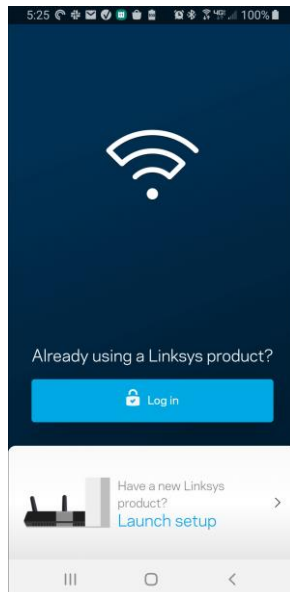 5:25 100%
Already using a Linksys product?
Log in
Have a new Linksys
product?
Launch setup